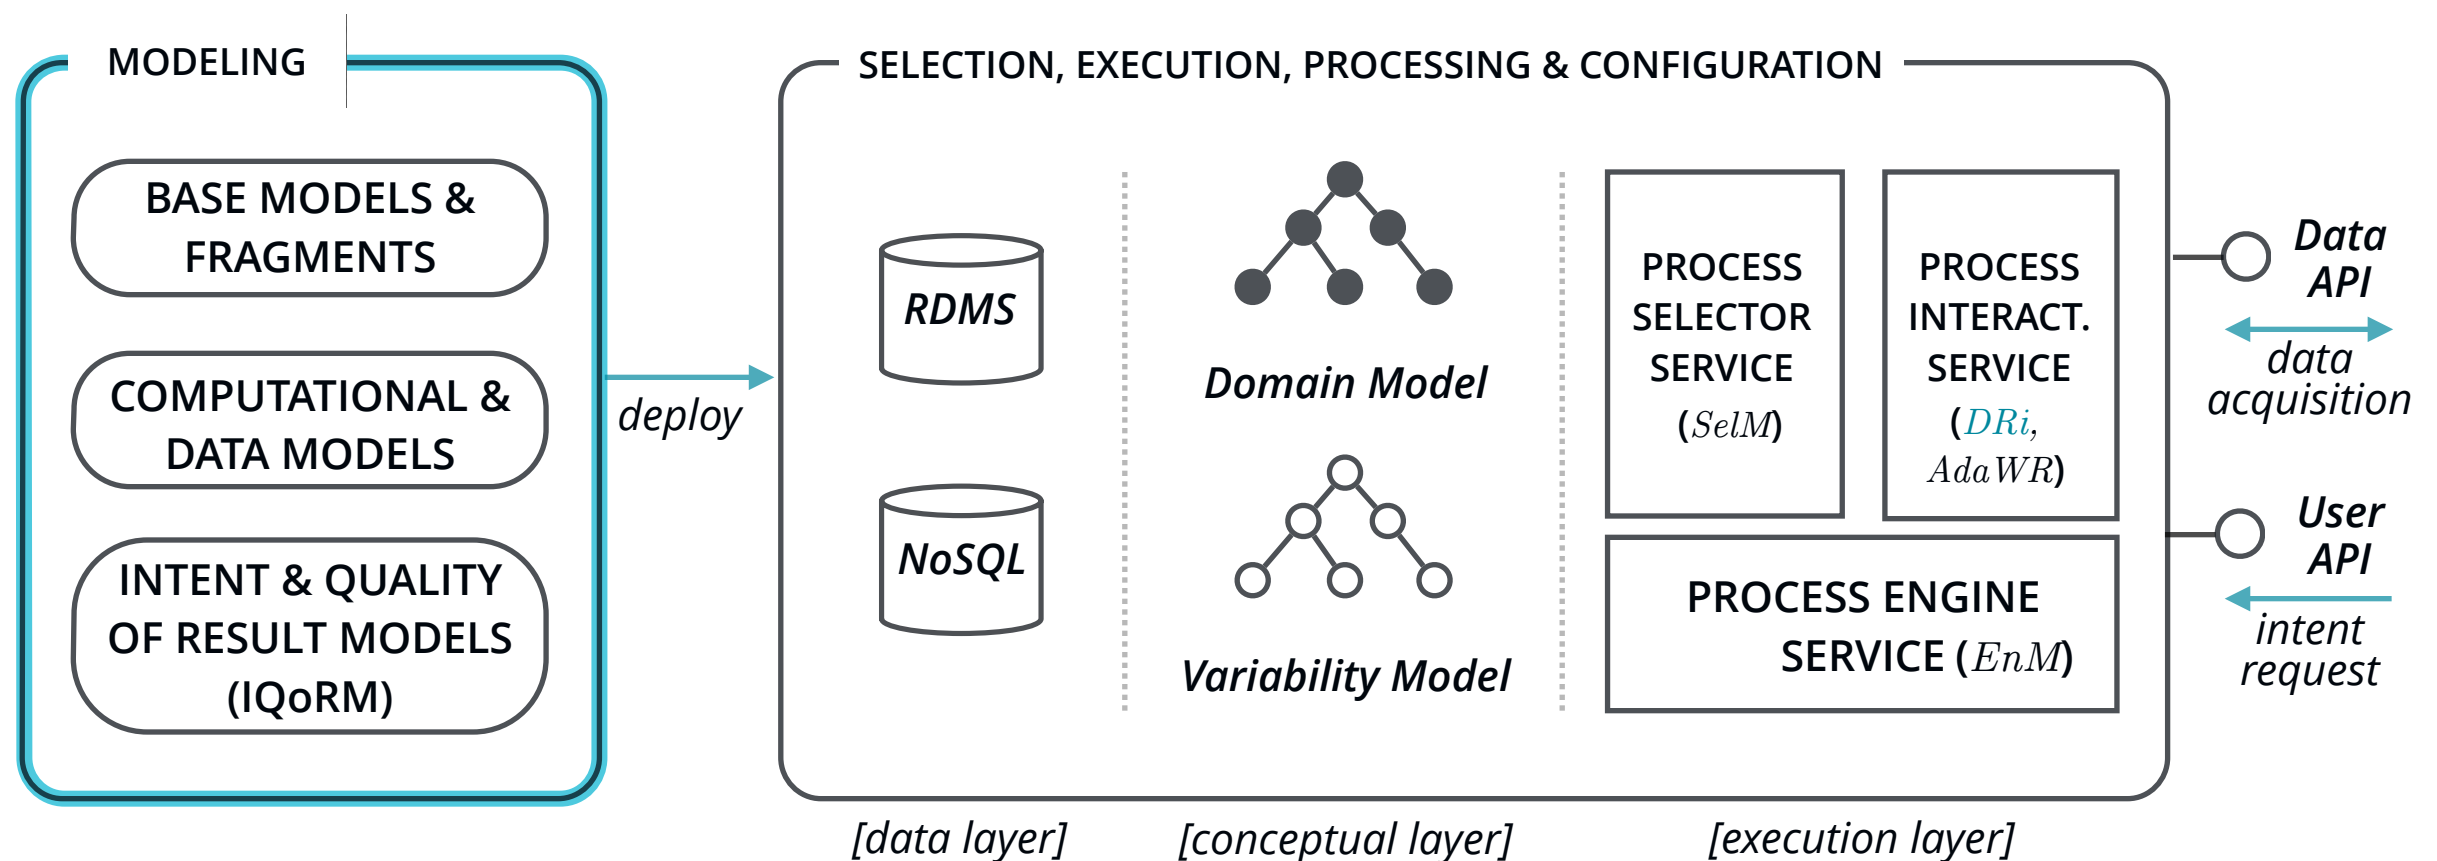 MODELING
BASE MODELS &
FRAGMENTS
COMPUTATIONAL &
DATA MODELS
INTENT & QUALITY
OF RESULT MODELS
(IQoRM)
deploy
SELECTION, EXECUTION, PROCESSING & CONFIGURATION
RDMS
NoSQL
[data layer]
Domain Model
Variability Model
[conceptual layer]
PROCESS
SELECTOR
SERVICE
(SelM)
PROCESS
INTERACT.
SERVICE
(DRi,
AdaWR)
PROCESS ENGINE
SERVICE (EnM)
[execution layer]
Data
API
data
acquisition
User
API
intent
request